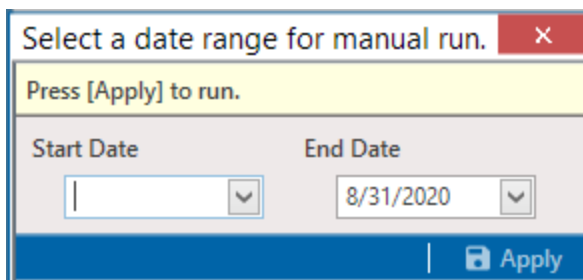 Select a date range for manual run.
Press [Apply] to run.
Start Date End Date
8/31/2020
Apply